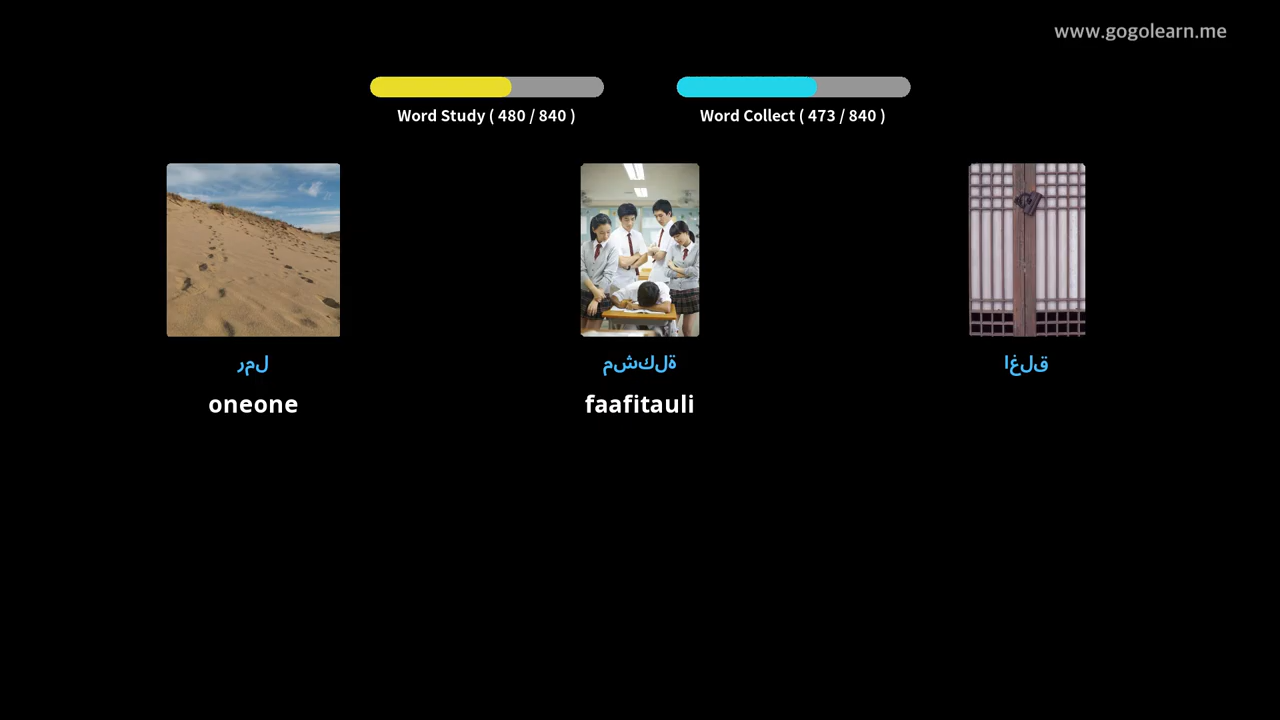 www.gogolearn.me
Word Study ( 480 / 840 )
Word Collect ( 473 / 840 )
رمل
مشكلة
اغلق
oneone
faafitauli